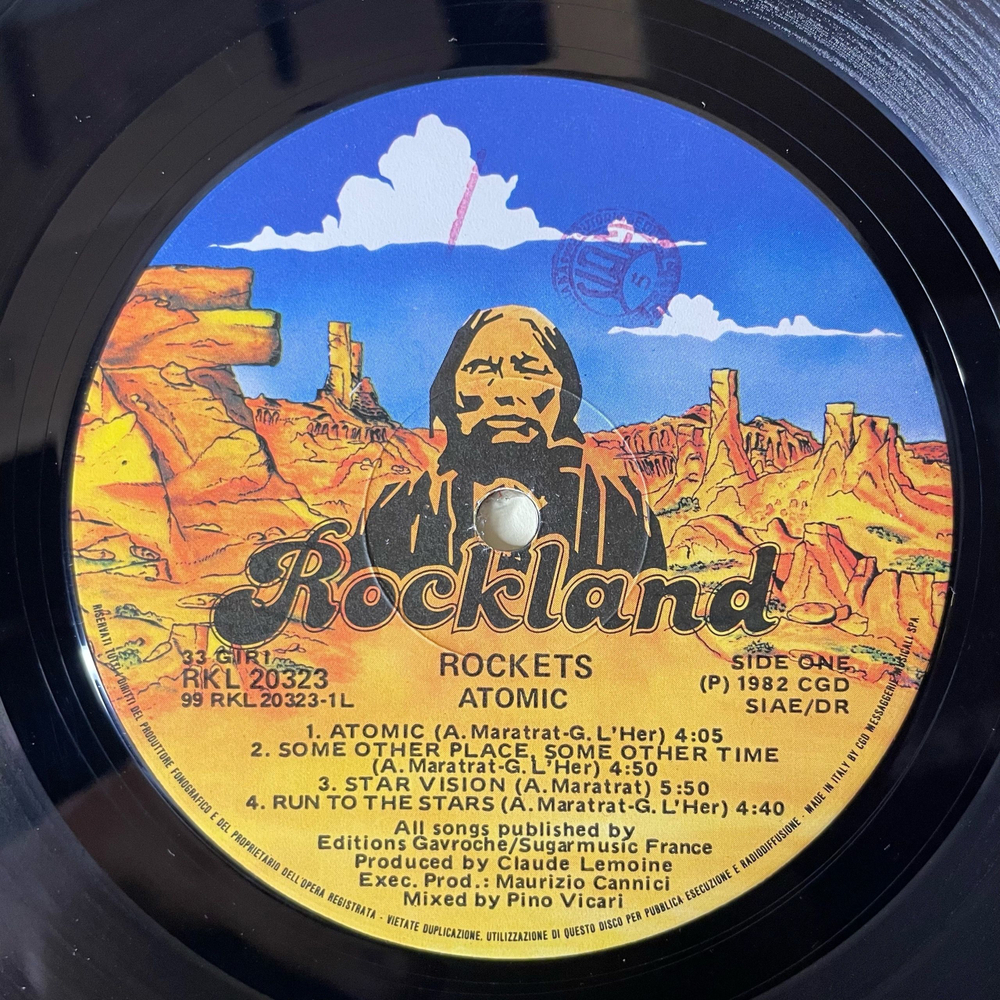 Rockland
33 GIRI
RKL 20323
99 RKL 20323-1L
ROCKETS
ATOMIC
SIDE ONE
(P) 1982 CGD
SIAE/DR
1. ATOMIC (A. Maratrat-G. L'Her) 4:05
2. SOME OTHER PLACE, SOME OTHER TIME
(A. Maratrat-G. L'Her) 4:50
3. STAR VISION (A. Maratrat) 5:50
4. RUN TO THE STARS (A. Maratrat-G. L'Her) 4:40
All songs published by
Editions Gavroche/Sugarmusic France
Produced by Claude Lemoine
Exec. Prod.: Maurizio Cannici
Mixed by Pino Vicari
RISERVATI TUTTI I DIRITTI DEL PRODUTTORE FONOGRAFICO E DEL PROPRIETARIO DELL'OPERA REGISTRATA - VIETATE DUPLICAZIONE, UTILIZZAZIONE DI QUESTO DISCO PER PUBBLICA ESECUZIONE E RADIODIFFUSIONE - MADE IN ITALY BY CGD MESSAGGERIE MUSICALI SPA